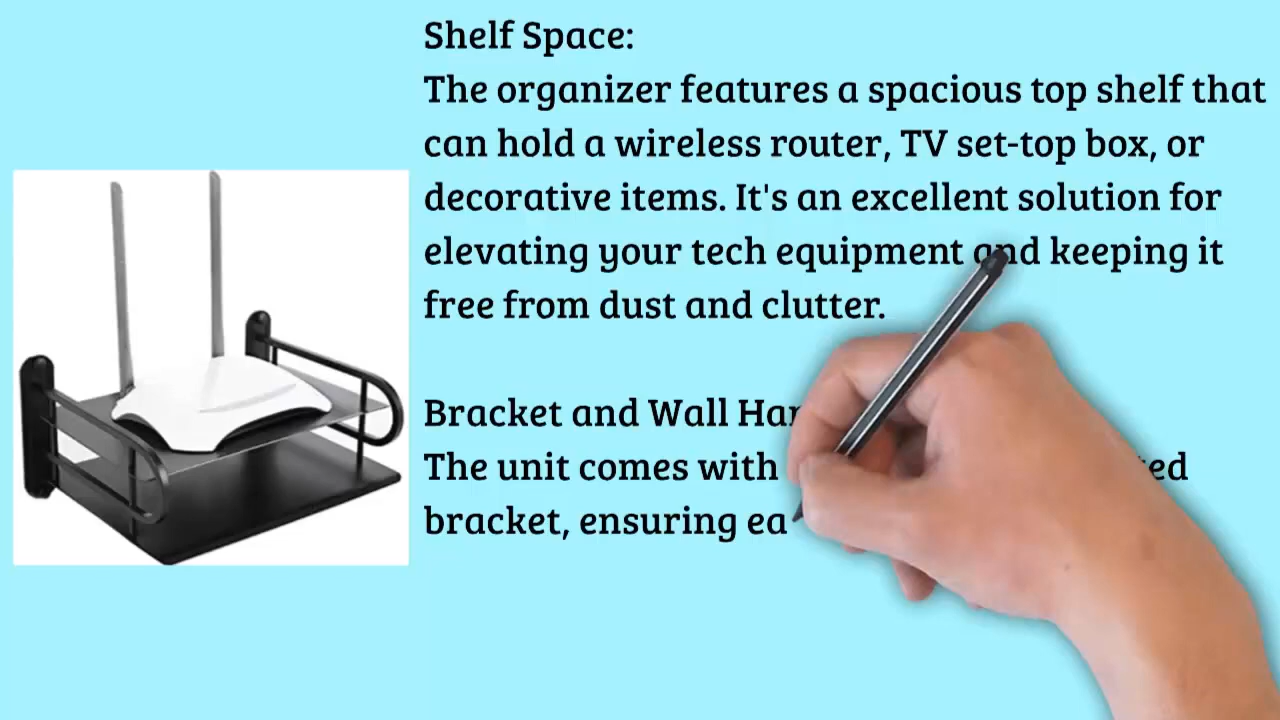 Shelf Space:
The organizer features a spacious top shelf that
can hold a wireless router, TV set-top box, or
decorative items. It's an excellent solution for
elevating your tech equipment and keeping it
free from dust and clutter.
Bracket and Wall
The unit comes with
bracket, ensuring